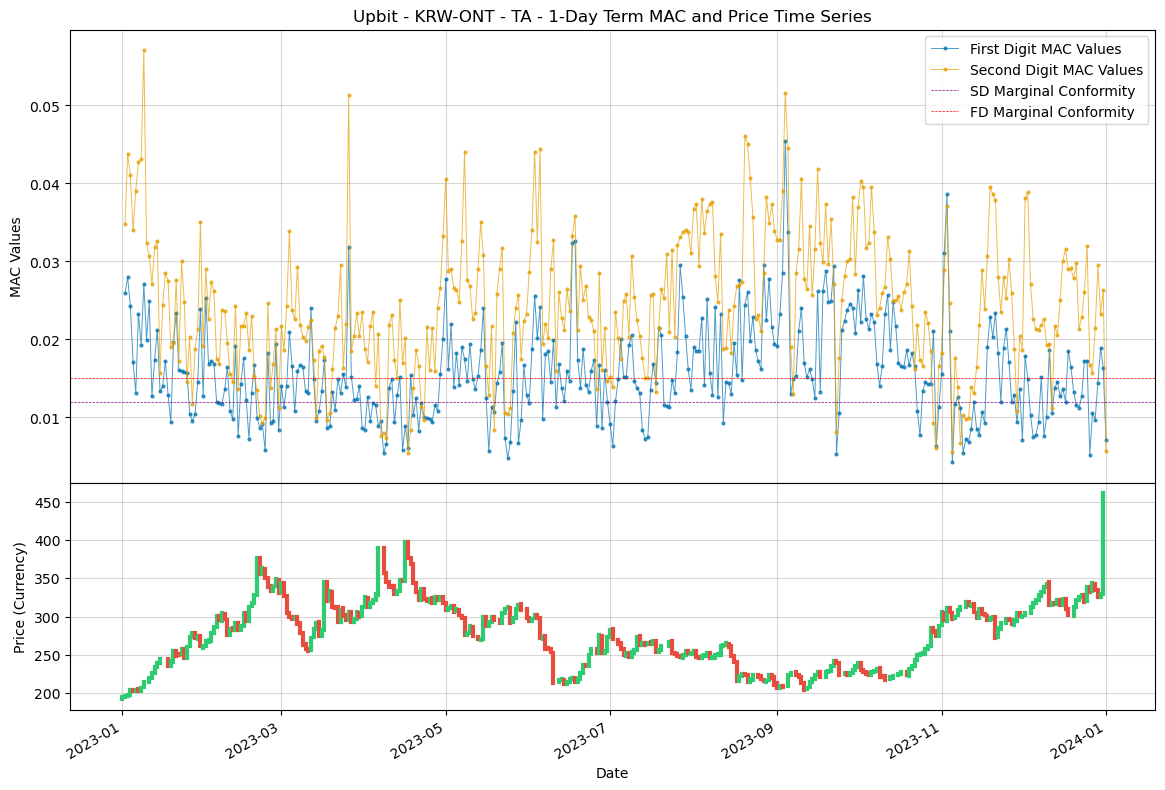 Upbit - KRW-ONT - TA - 1-Day Term MAC and Price Time Series
First Digit MAC Values
Second Digit MAC Values
SD Marginal Conformity
FD Marginal Conformity
MAC Values
0.05
0.04
0.03
0.02
0.01
Price (Currency)
450
400
350
300
250
200
2023-01
2023-03
2023-05
2023-07
2023-09
2023-11
2024-01
Date